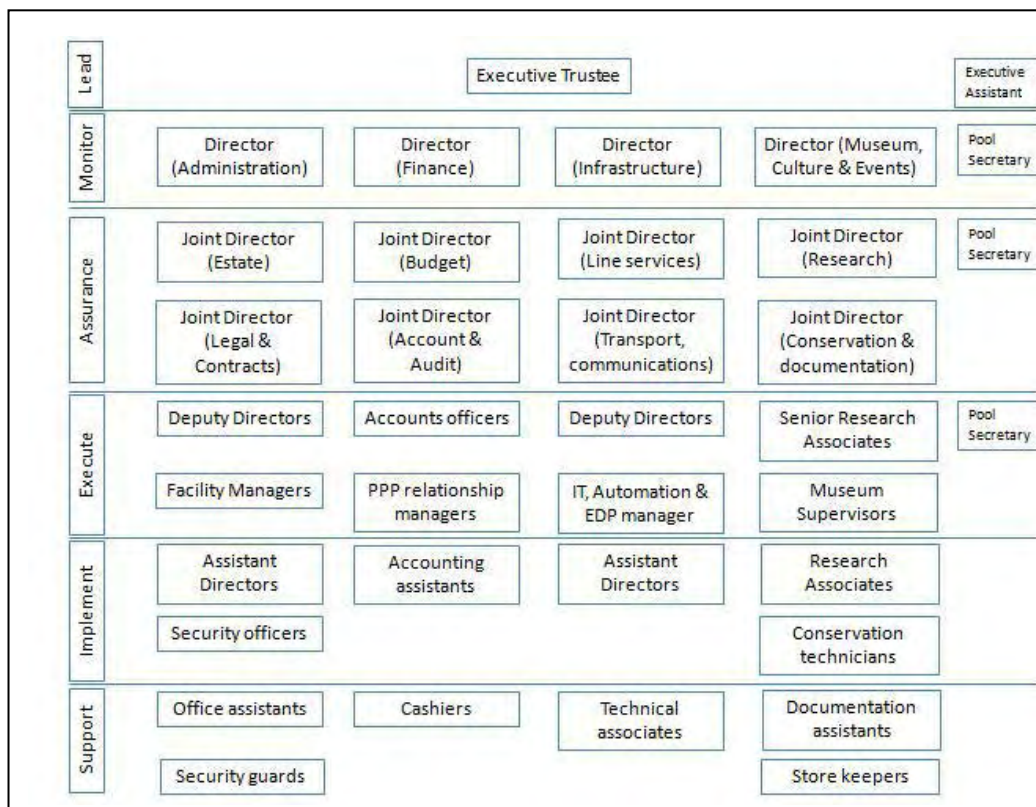 Lead
Executive Trustee
Executive
Assistant
Monitor
Director
(Administration)
Director
(Finance)
Director
(Infrastructure)
Director (Museum,
Culture & Events)
Pool
Secretary
Assurance
Joint Director
(Estate)
Joint Director
(Budget)
Joint Director
(Line services)
Joint Director
(Research)
Pool
Secretary
Joint Director
(Legal &
Contracts)
Joint Director
(Account &
Audit)
Joint Director
(Transport,
communications)
Joint Director
(Conservation &
documentation)
Execute
Deputy Directors
Accounts officers
Deputy Directors
Senior Research
Associates
Pool
Secretary
Facility Managers
PPP relationship
managers
IT, Automation &
EDP manager
Museum
Supervisors
Implement
Assistant
Directors
Accounting
assistants
Assistant
Directors
Research
Associates
Security officers
Conservation
technicians
Support
Office assistants
Cashiers
Technical
associates
Documentation
assistants
Security guards
Store keepers